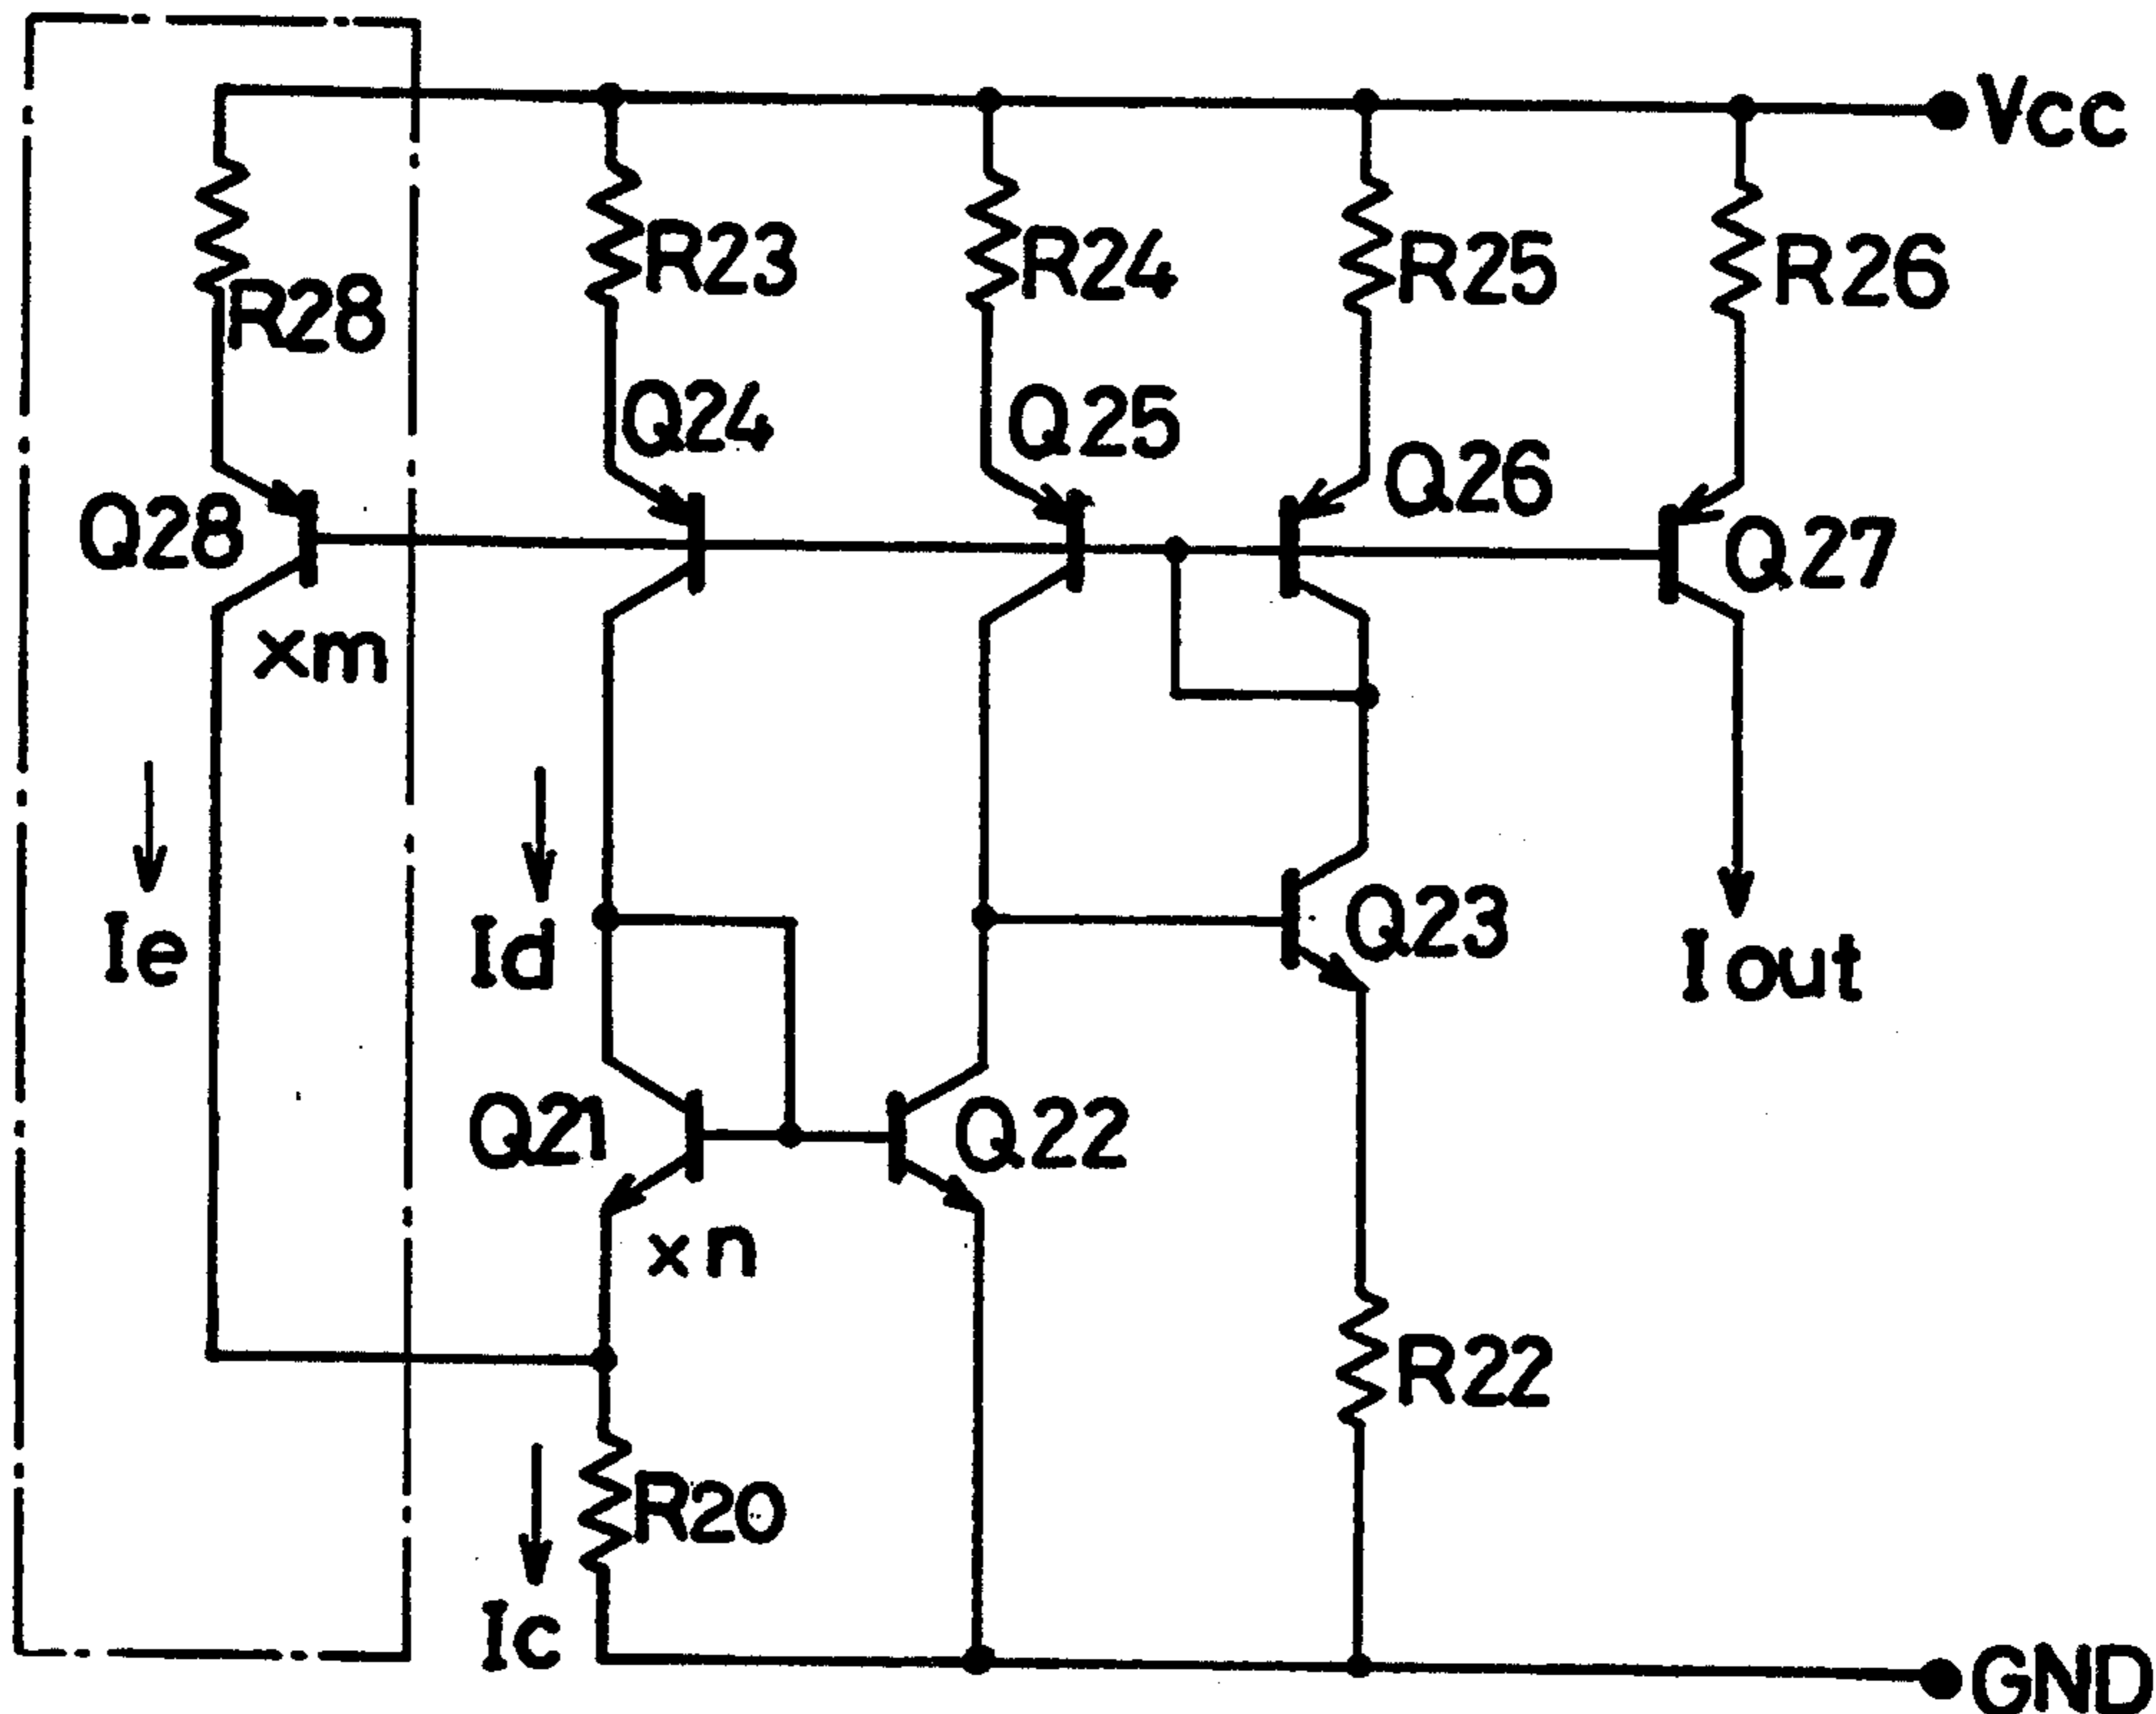 Vcc
R28
R23
R24
R25
R26
Q24
Q25
Q26
Q28
Q27
xm
Ie
Id
Q23
Iout
Q21
Q22
xn
R22
R20
Ic
GND